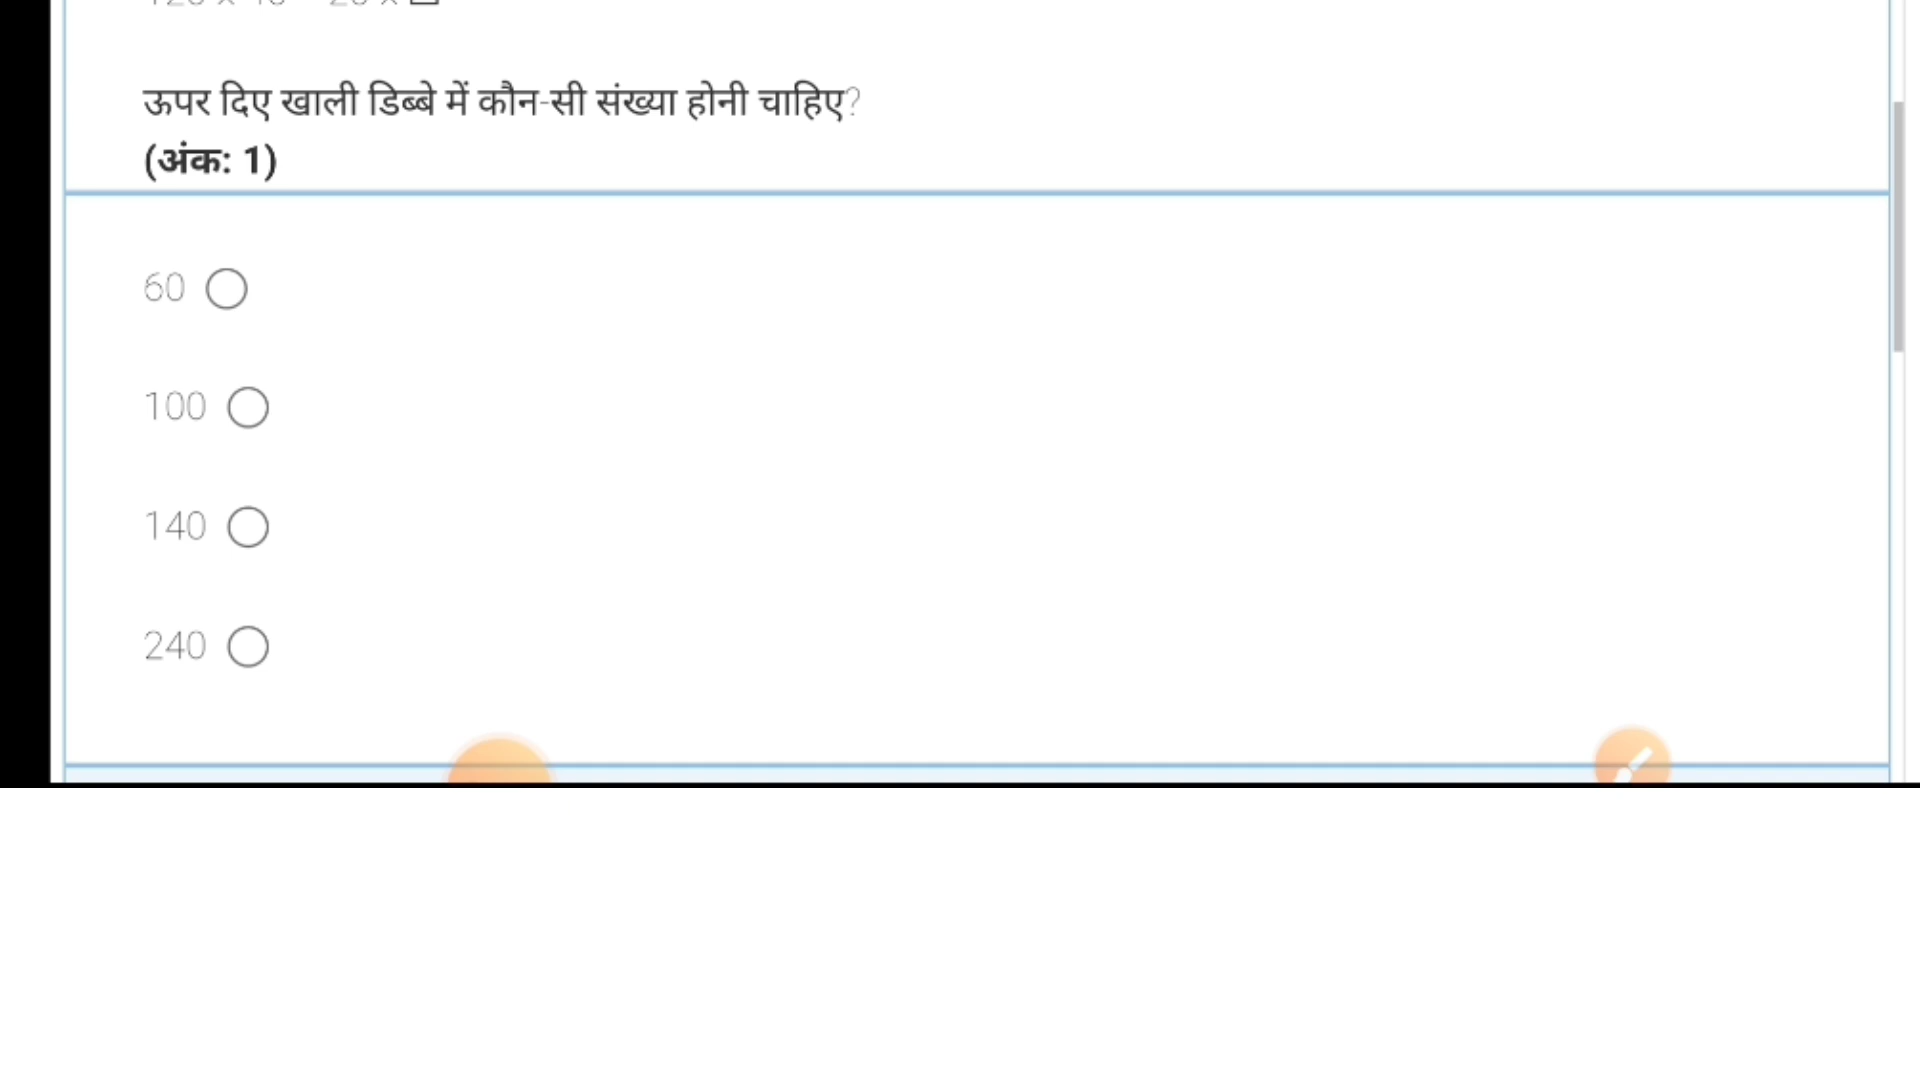 ऊपर दिए खाली डिब्बे में कौन-सी संख्या होनी चाहिए?
(अंक: 1)
60
100
140
240